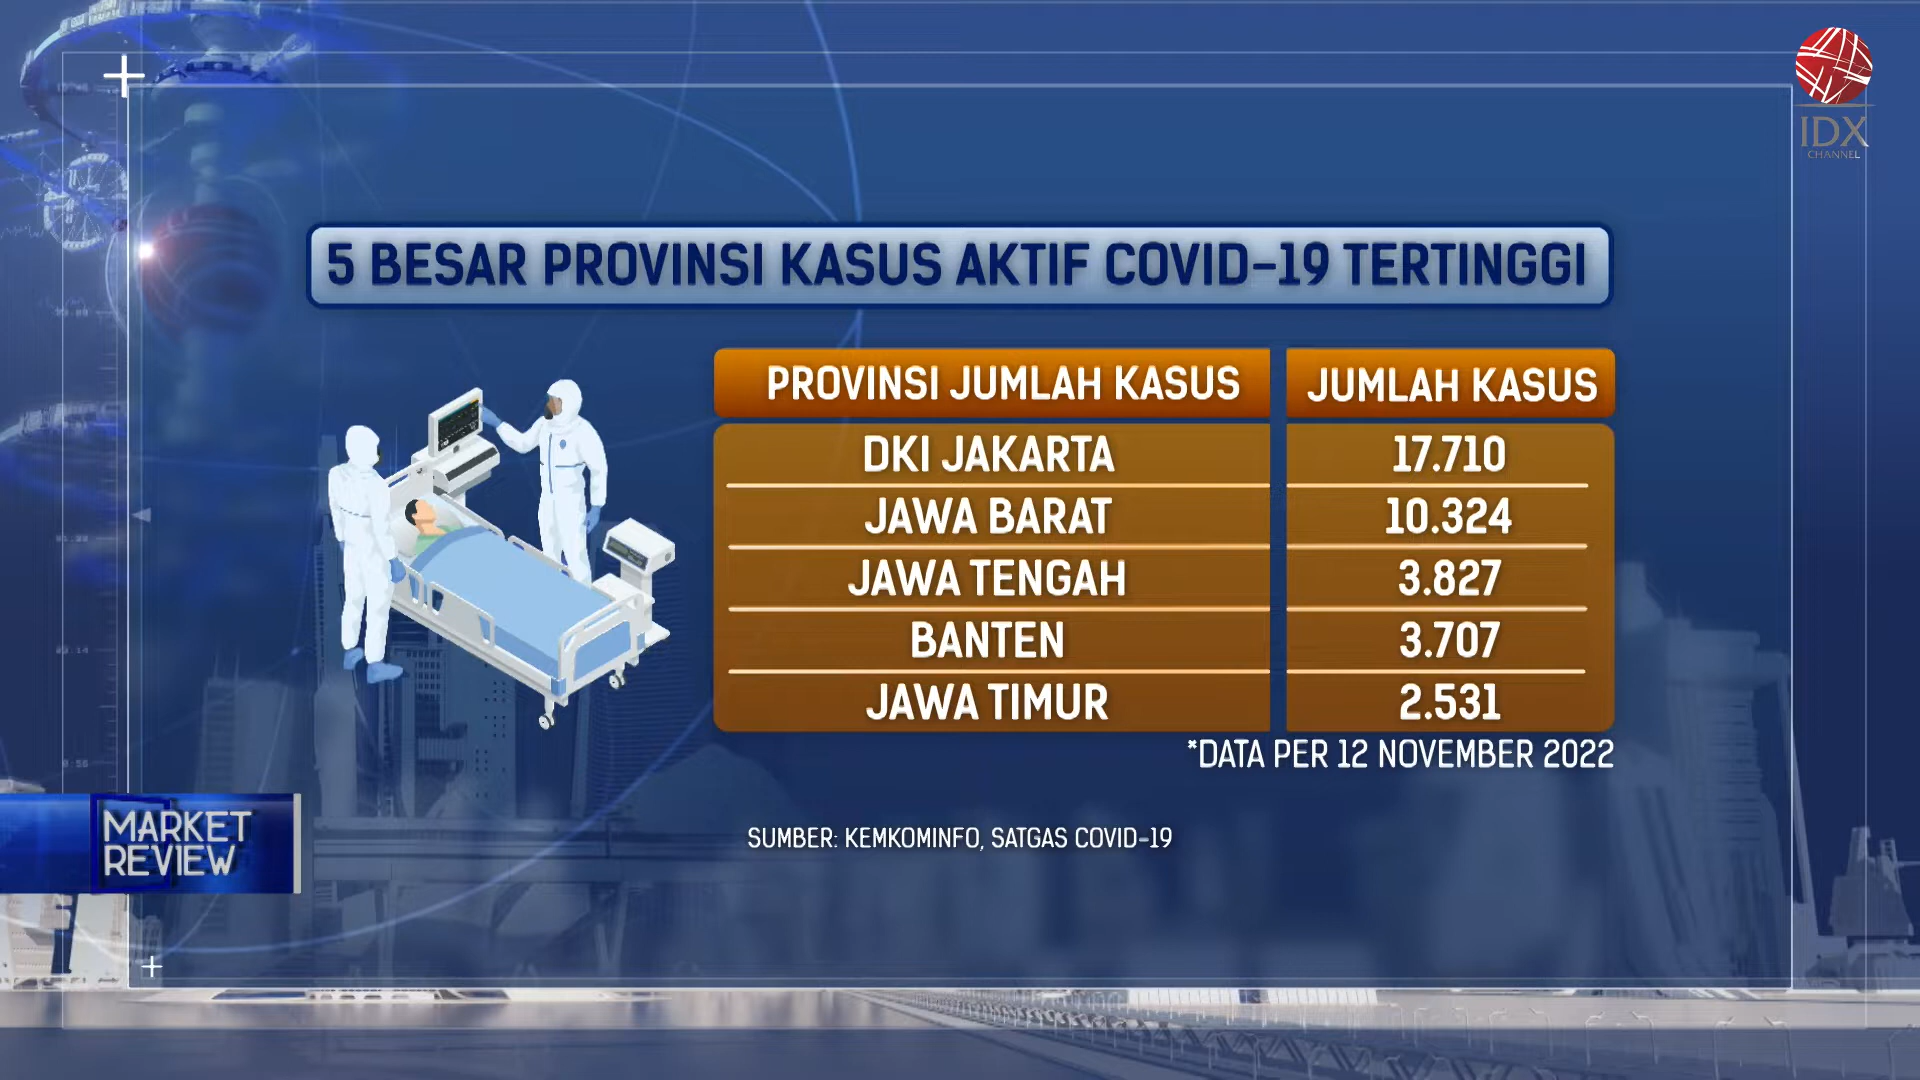 IDX
CHANNEL
5 BESAR PROVINSI KASUS AKTIF COVID-19 TERTINGGI
PROVINSI JUMLAH KASUS JUMLAH KASUS
DKI JAKARTA 17.710
JAWA BARAT 10.324
JAWA TENGAH 3.827
BANTEN 3.707
JAWA TIMUR 2.531
*DATA PER 12 NOVEMBER 2022
MARKET
REVIEW
SUMBER: KEMKOMINFO, SATGAS COVID-19